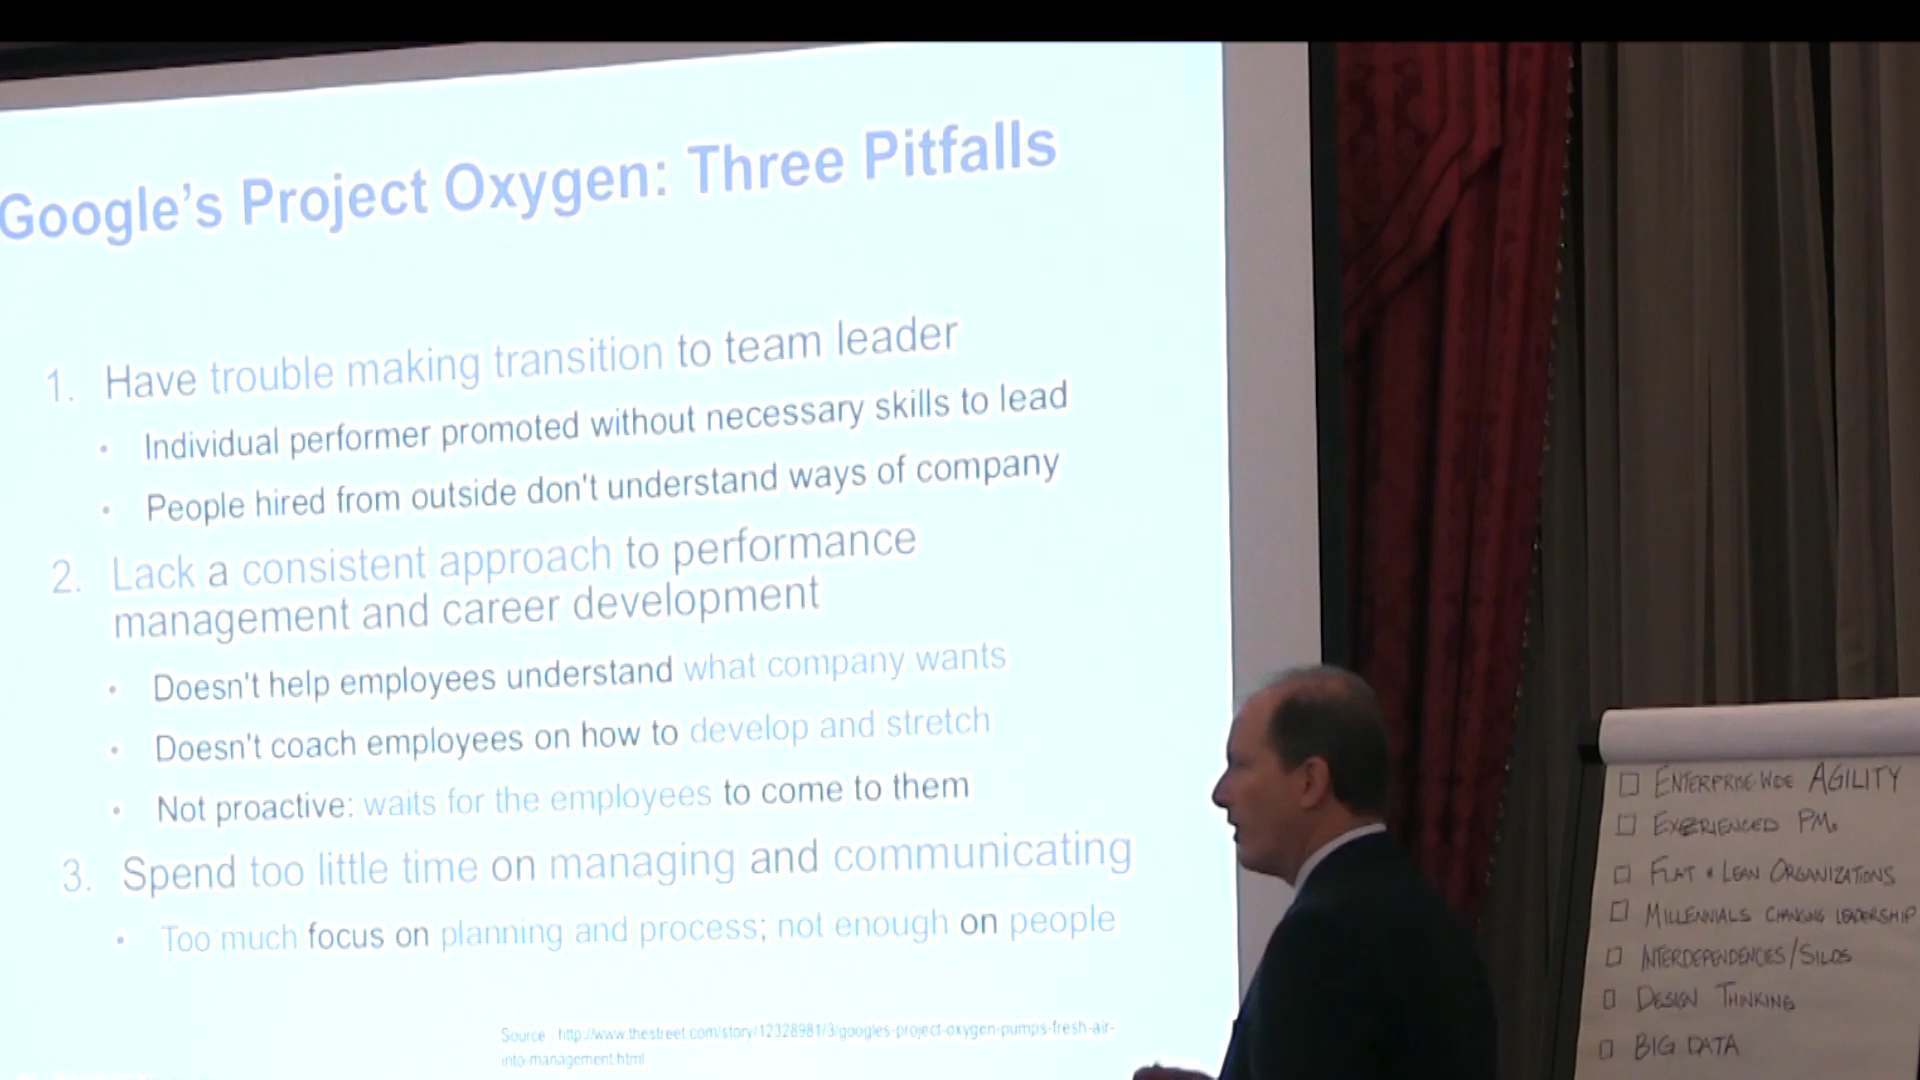 Google's Project Oxygen: Three Pitfalls
1. Have trouble making transition to team leader
• Individual performer promoted without necessary skills to lead
• People hired from outside don't understand ways of company
2. Lack a consistent approach to performance
management and career development
• Doesn't help employees understand what company wants
• Doesn't coach employees on how to develop and stretch
• Not proactive: waits for the employees to come to them
3. Spend too little time on managing and communicating
• Too much focus on planning and process; not enough on people
Source : http://www.thestreet.com/story/12328981/3/googles-project-oxygen-pumps-fresh-air-
into-management.html
□ ENTERPRISE-WIDE AGILITY
□ EXPERIENCED PMs
□ FLAT & LEAN ORGANIZATIONS
□ MILLENNIALS CHANGING LEADERSHIP
□ INTERDEPENDENCIES/SILOS
□ DESIGN THINKING
□ BIG DATA